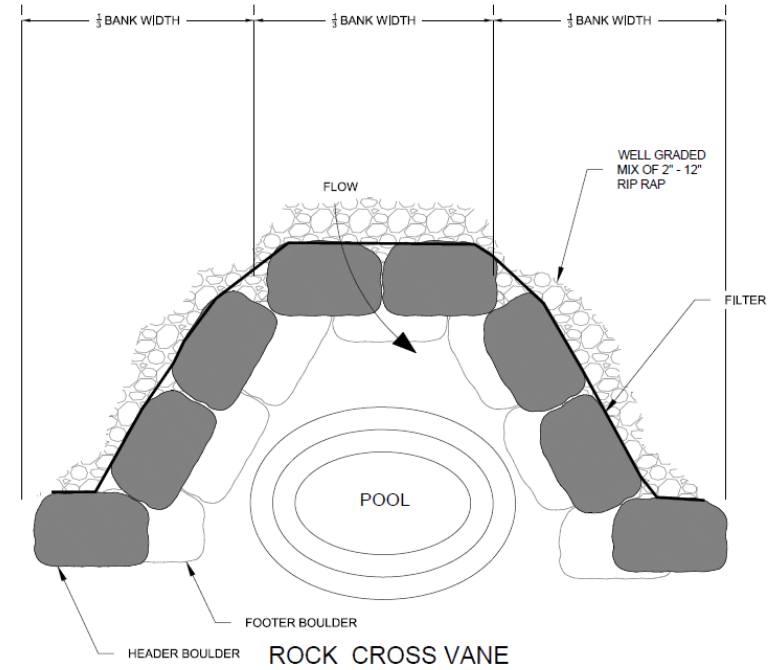 ⅓ BANK WIDTH
⅓ BANK WIDTH
⅓ BANK WIDTH
WELL GRADED
MIX OF 2" - 12"
RIP RAP
FLOW
FILTER
POOL
FOOTER BOULDER
HEADER BOULDER
ROCK CROSS VANE